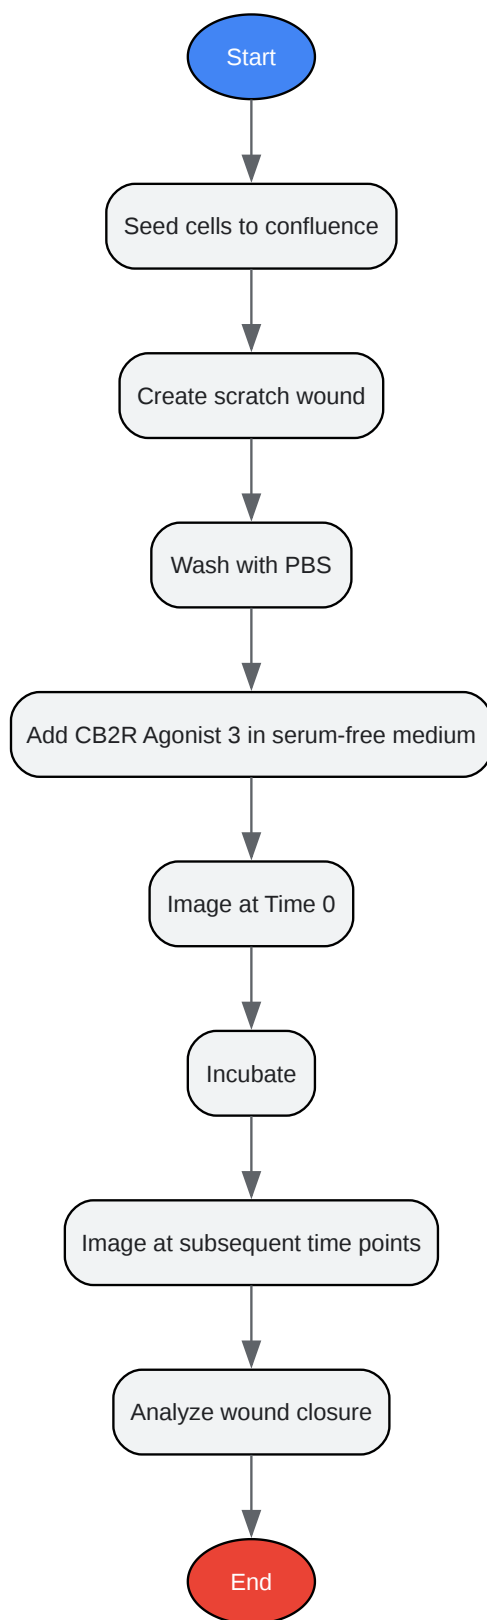 Start
Seed cells to confluence
Create scratch wound
Wash with PBS
Add CB2R Agonist 3 in serum-free medium
Image at Time 0
Incubate
Image at subsequent time points
Analyze wound closure
End